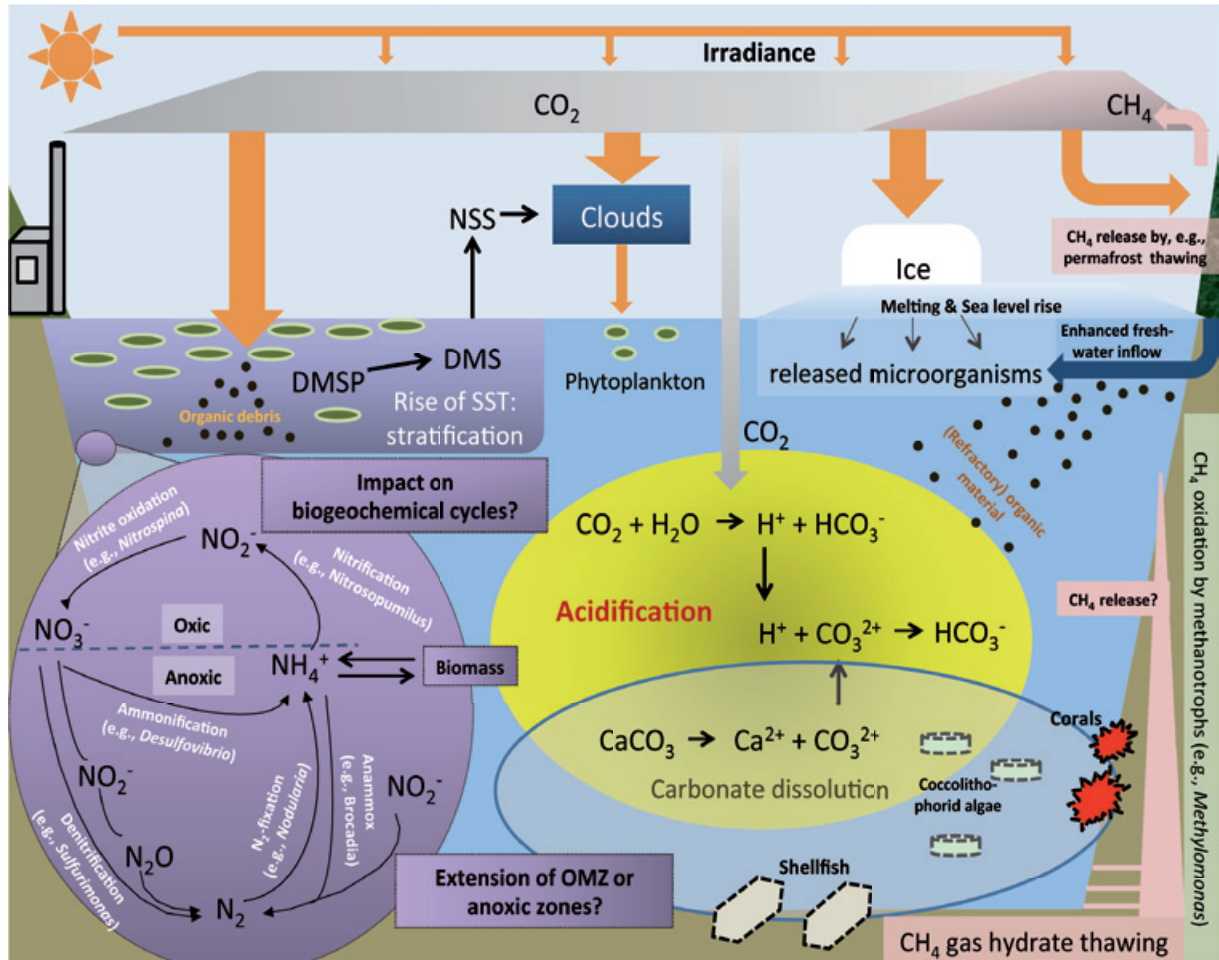 Irradiance
CO₂
CH₄
NSS
Clouds
CH₄ release by, e.g.,
permafrost thawing
Ice
Melting & Sea level rise
Enhanced fresh-
water inflow
released microorganisms
DMSP
DMS
Organic debris
Rise of SST:
stratification
Phytoplankton
CO₂
(Refractory) organic
material
Impact on
biogeochemical cycles?
Nitrite oxidation
(e.g., Nitrospina)
NO₂⁻
Nitrification
(e.g., Nitrosopumilus)
NO₃⁻
Oxic
Anoxic
NH₄⁺
Biomass
Ammonification
(e.g., Desulfovibrio)
NO₂⁻
N₂O
Denitrification
(e.g., Sulfurimonas)
N₂-fixation
(e.g., Nodularia)
Anammox
(e.g., Brocadia)
NO₂⁻
N₂
Extension of OMZ or
anoxic zones?
CO₂ + H₂O → H⁺ + HCO₃⁻
Acidification
H⁺ + CO₃²⁺ → HCO₃⁻
CaCO₃ → Ca²⁺ + CO₃²⁺
Carbonate dissolution
Coccolitho-
phorid algae
Corals
Shellfish
CH₄ release?
CH₄ oxidation by methanotrophs (e.g., Methylomonas)
CH₄ gas hydrate thawing